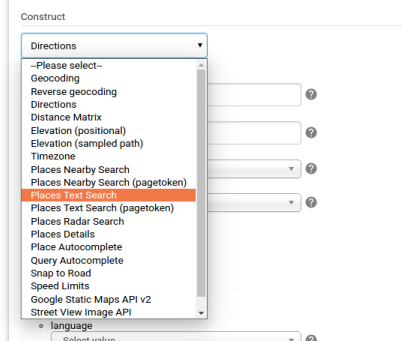 Construct
Directions
--Please select--
Geocoding
Reverse geocoding
Directions
Distance Matrix
Elevation (positional)
Elevation (sampled path)
Timezone
Places Nearby Search
Places Nearby Search (pagetoken)
Places Text Search
Places Text Search (pagetoken)
Places Radar Search
Places Details
Place Autocomplete
Query Autocomplete
Snap to Road
Speed Limits
Google Static Maps API v2
Street View Image API
language
Select value